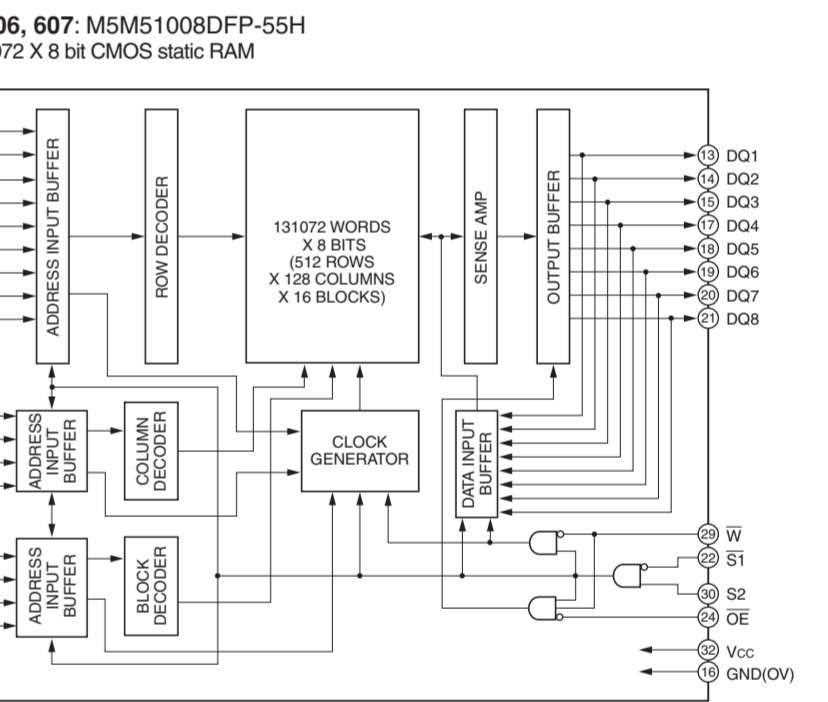 06, 607: M5M51008DFP-55H
072 X 8 bit CMOS static RAM
ADDRESS INPUT BUFFER
ROW DECODER
131072 WORDS
X 8 BITS
(512 ROWS
X 128 COLUMNS
X 16 BLOCKS)
SENSE AMP
OUTPUT BUFFER
13 DQ1
14 DQ2
15 DQ3
17 DQ4
18 DQ5
19 DQ6
20 DQ7
21 DQ8
ADDRESS
INPUT
BUFFER
COLUMN
DECODER
CLOCK
GENERATOR
DATA INPUT
BUFFER
ADDRESS
INPUT
BUFFER
BLOCK
DECODER
29 W̅
22 S̅1̅
30 S2
24 O̅E̅
32 Vcc
16 GND(OV)